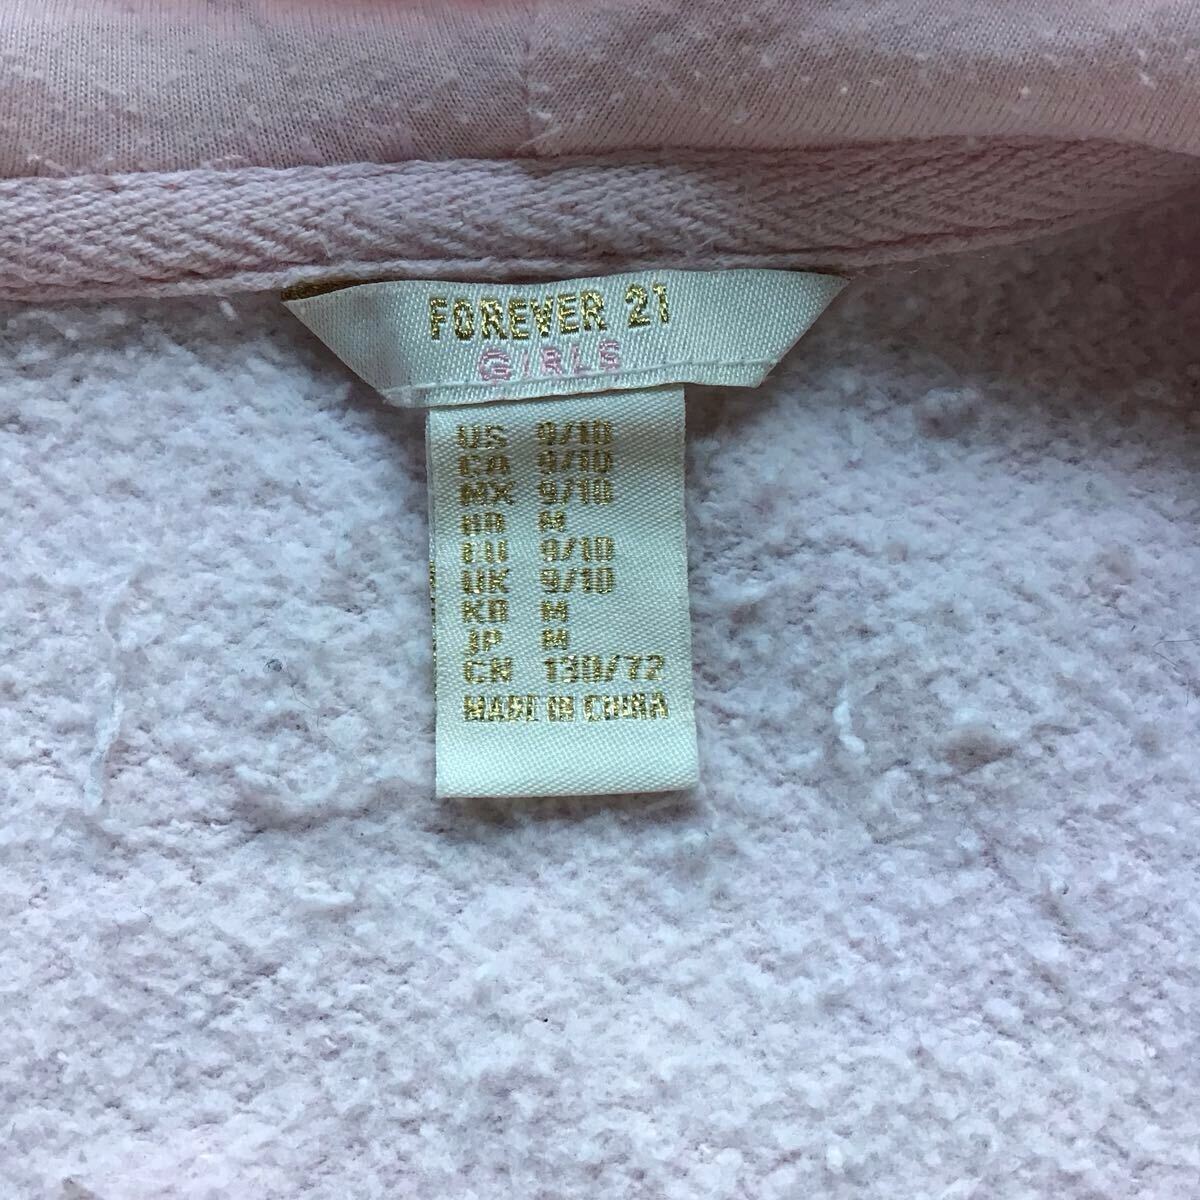 FOREVER 21
GIRLS
US 9/10
CA 9/10
MX 9/10
BR M
EU 9/10
UK 9/10
KR M
JP M
CN 130/72
MADE IN CHINA